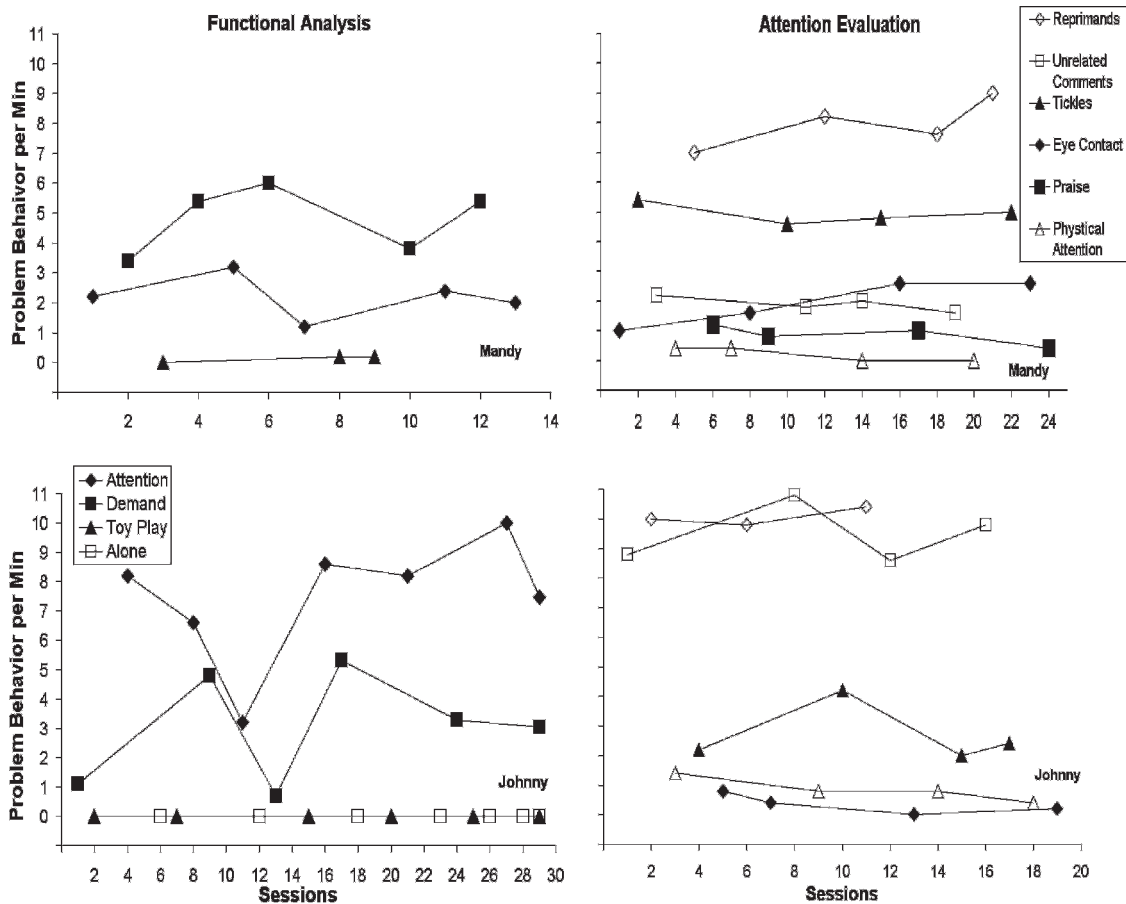 Functional Analysis
Problem Behaivor per Min
11
10
9
8
7
6
5
4
3
2
1
0
Mandy
2 4 6 8 10 12 14
Attention Evaluation
Reprimands
Unrelated
Comments
Tickles
Eye Contact
Praise
Physical
Attention
Mandy
2 4 6 8 10 12 14 16 18 20 22 24
Attention
Demand
Toy Play
Alone
Problem Behavior per Min
11
10
9
8
7
6
5
4
3
2
1
0
Johnny
2 4 6 8 10 12 14 16 18 20 22 24 26 28 30
Sessions
Johnny
2 4 6 8 10 12 14 16 18 20
Sessions